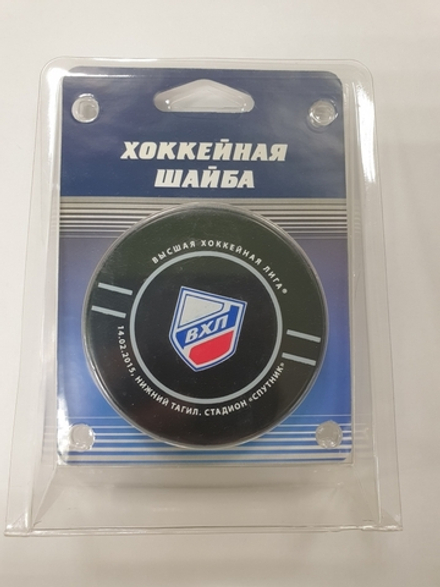 ХОККЕЙНАЯ
ШАЙБА
ВЫСШАЯ ХОККЕЙНАЯ ЛИГА®
ВХЛ
14.02.2015, НИЖНИЙ ТАГИЛ, СТАДИОН «СПУТНИК»